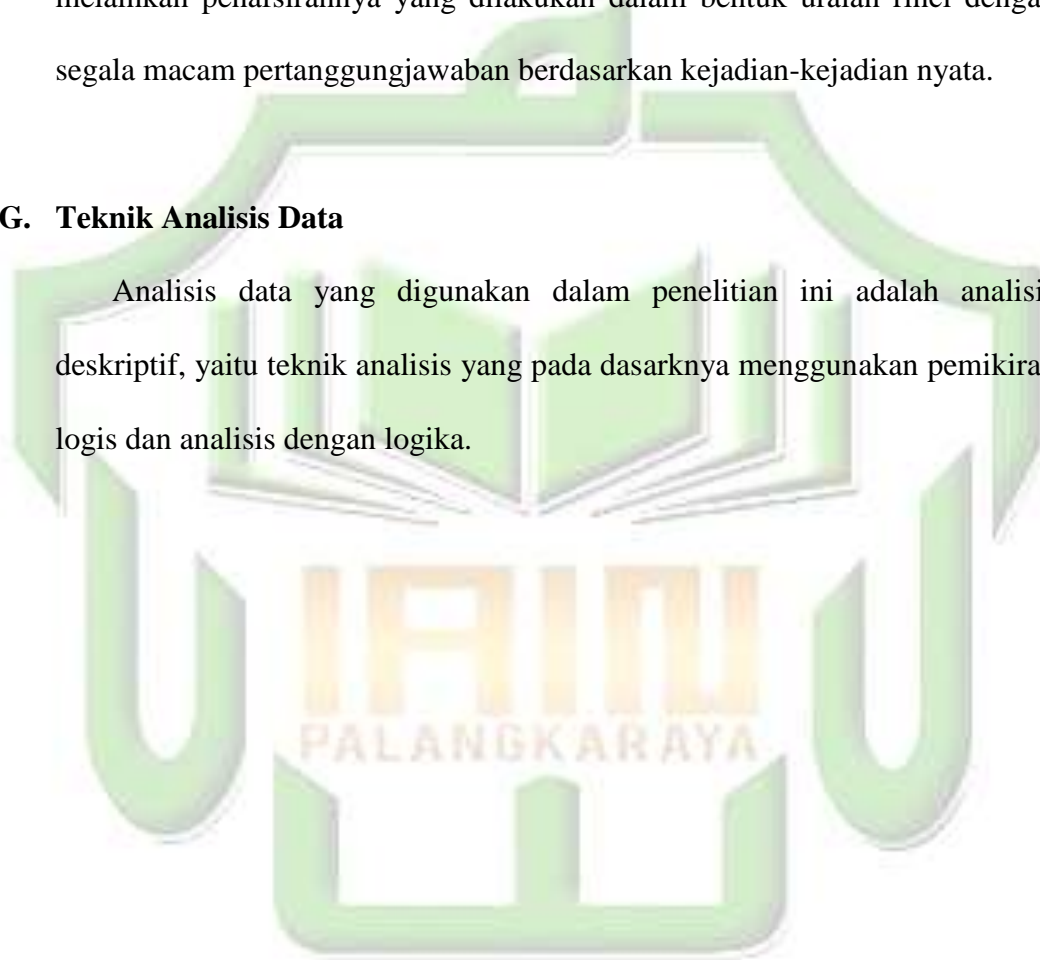 segala macam pertanggungjawaban berdasarkan kejadian-kejadian nyata.
G. Teknik Analisis Data
Analisis data yang digunakan dalam penelitian ini adalah analisi
deskriptif, yaitu teknik analisis yang pada dasarknya menggunakan pemikira
logis dan analisis dengan logika.
IAIN
PALANGKARAYA